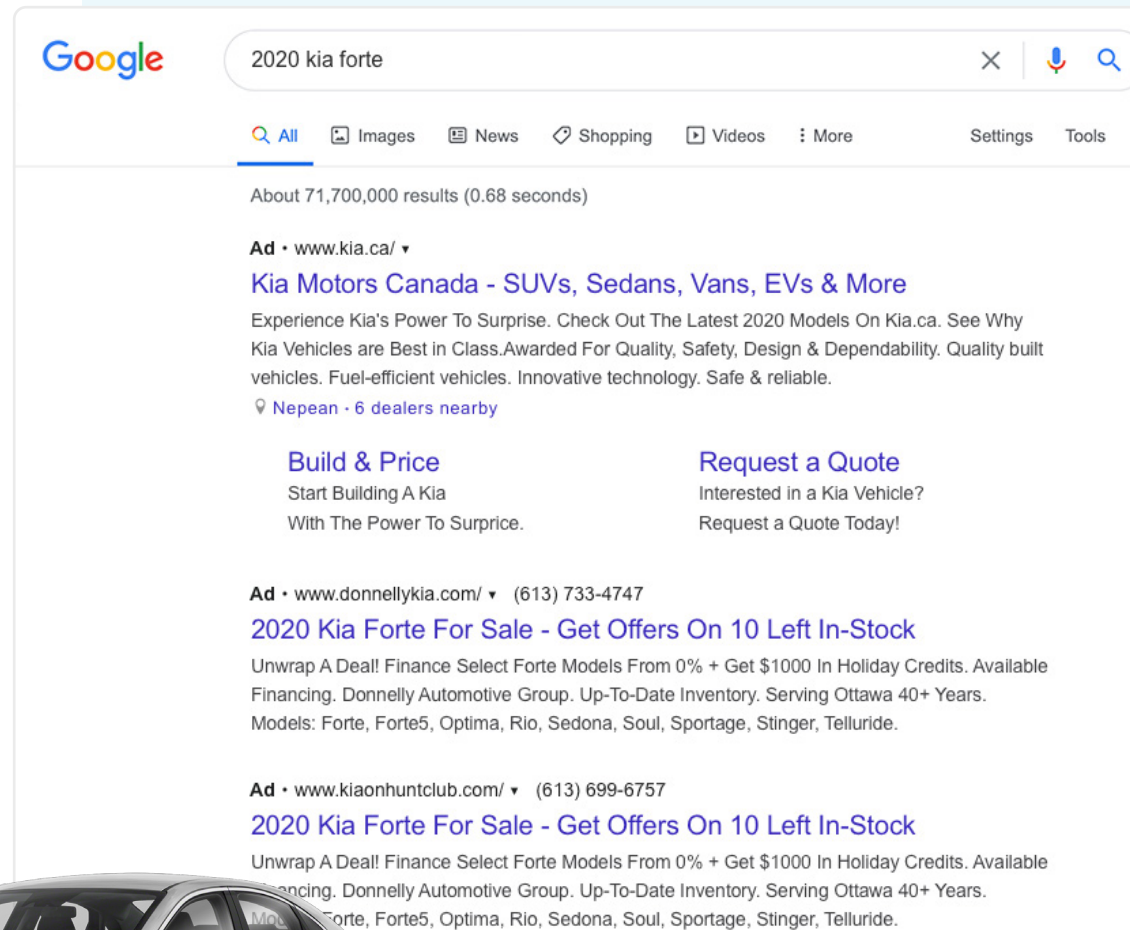 Google
2020 kia forte
All Images News Shopping Videos More Settings Tools
About 71,700,000 results (0.68 seconds)
Ad · www.kia.ca/ ▾
Kia Motors Canada - SUVs, Sedans, Vans, EVs & More
Experience Kia's Power To Surprise. Check Out The Latest 2020 Models On Kia.ca. See Why
Kia Vehicles are Best in Class.Awarded For Quality, Safety, Design & Dependability. Quality built
vehicles. Fuel-efficient vehicles. Innovative technology. Safe & reliable.
Nepean · 6 dealers nearby
Build & Price
Start Building A Kia
With The Power To Surprice.
Request a Quote
Interested in a Kia Vehicle?
Request a Quote Today!
Ad · www.donnellykia.com/ ▾ (613) 733-4747
2020 Kia Forte For Sale - Get Offers On 10 Left In-Stock
Unwrap A Deal! Finance Select Forte Models From 0% + Get $1000 In Holiday Credits. Available
Financing. Donnelly Automotive Group. Up-To-Date Inventory. Serving Ottawa 40+ Years.
Models: Forte, Forte5, Optima, Rio, Sedona, Soul, Sportage, Stinger, Telluride.
Ad · www.kiaonhuntclub.com/ ▾ (613) 699-6757
2020 Kia Forte For Sale - Get Offers On 10 Left In-Stock
Unwrap A Deal! Finance Select Forte Models From 0% + Get $1000 In Holiday Credits. Available
Donnelly Automotive Group. Up-To-Date Inventory. Serving Ottawa 40+ Years.
Forte, Forte5, Optima, Rio, Sedona, Soul, Sportage, Stinger, Telluride.